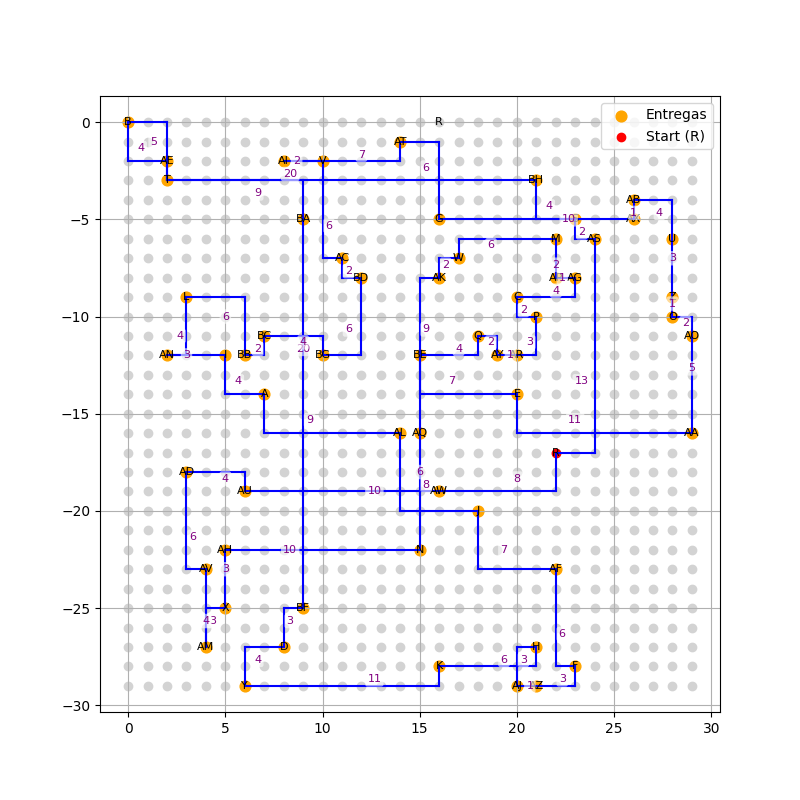 Entregas
0
B
R
Start (R)
5
AT
4
7
AE
2
V
6
20
BH
9
AB
4
1
4
−5
BA
G
10
6
2
M
AS
U
6
AC
W
3
2
2
2
BD
AK
1
AG
4
L
C
1
−10
6
P
O
2
2
6
9
AD
4
BC
4
2
3
2
4
AN
3
BB
BG
BE
AY
1
5
4
7
13
A
E
−15
9
11
AL
AQ
AA
6
4
8
8
AU
10
AW
−20
6
AH
10
N
7
AV
3
AF
−25
X
BF
4
3
3
6
AM
D
H
4
6
3
K
F
11
3
Y
AJ
1
Z
−30
0
5
10
15
20
25
30